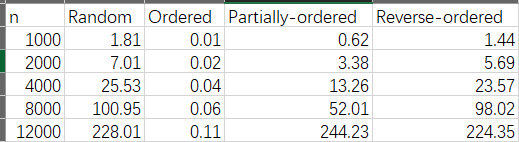 n Random Ordered Partially-ordered Reverse-ordered
1000 1.81 0.01 0.62 1.44
2000 7.01 0.02 3.38 5.69
4000 25.53 0.04 13.26 23.57
8000 100.95 0.06 52.01 98.02
12000 228.01 0.11 244.23 224.35